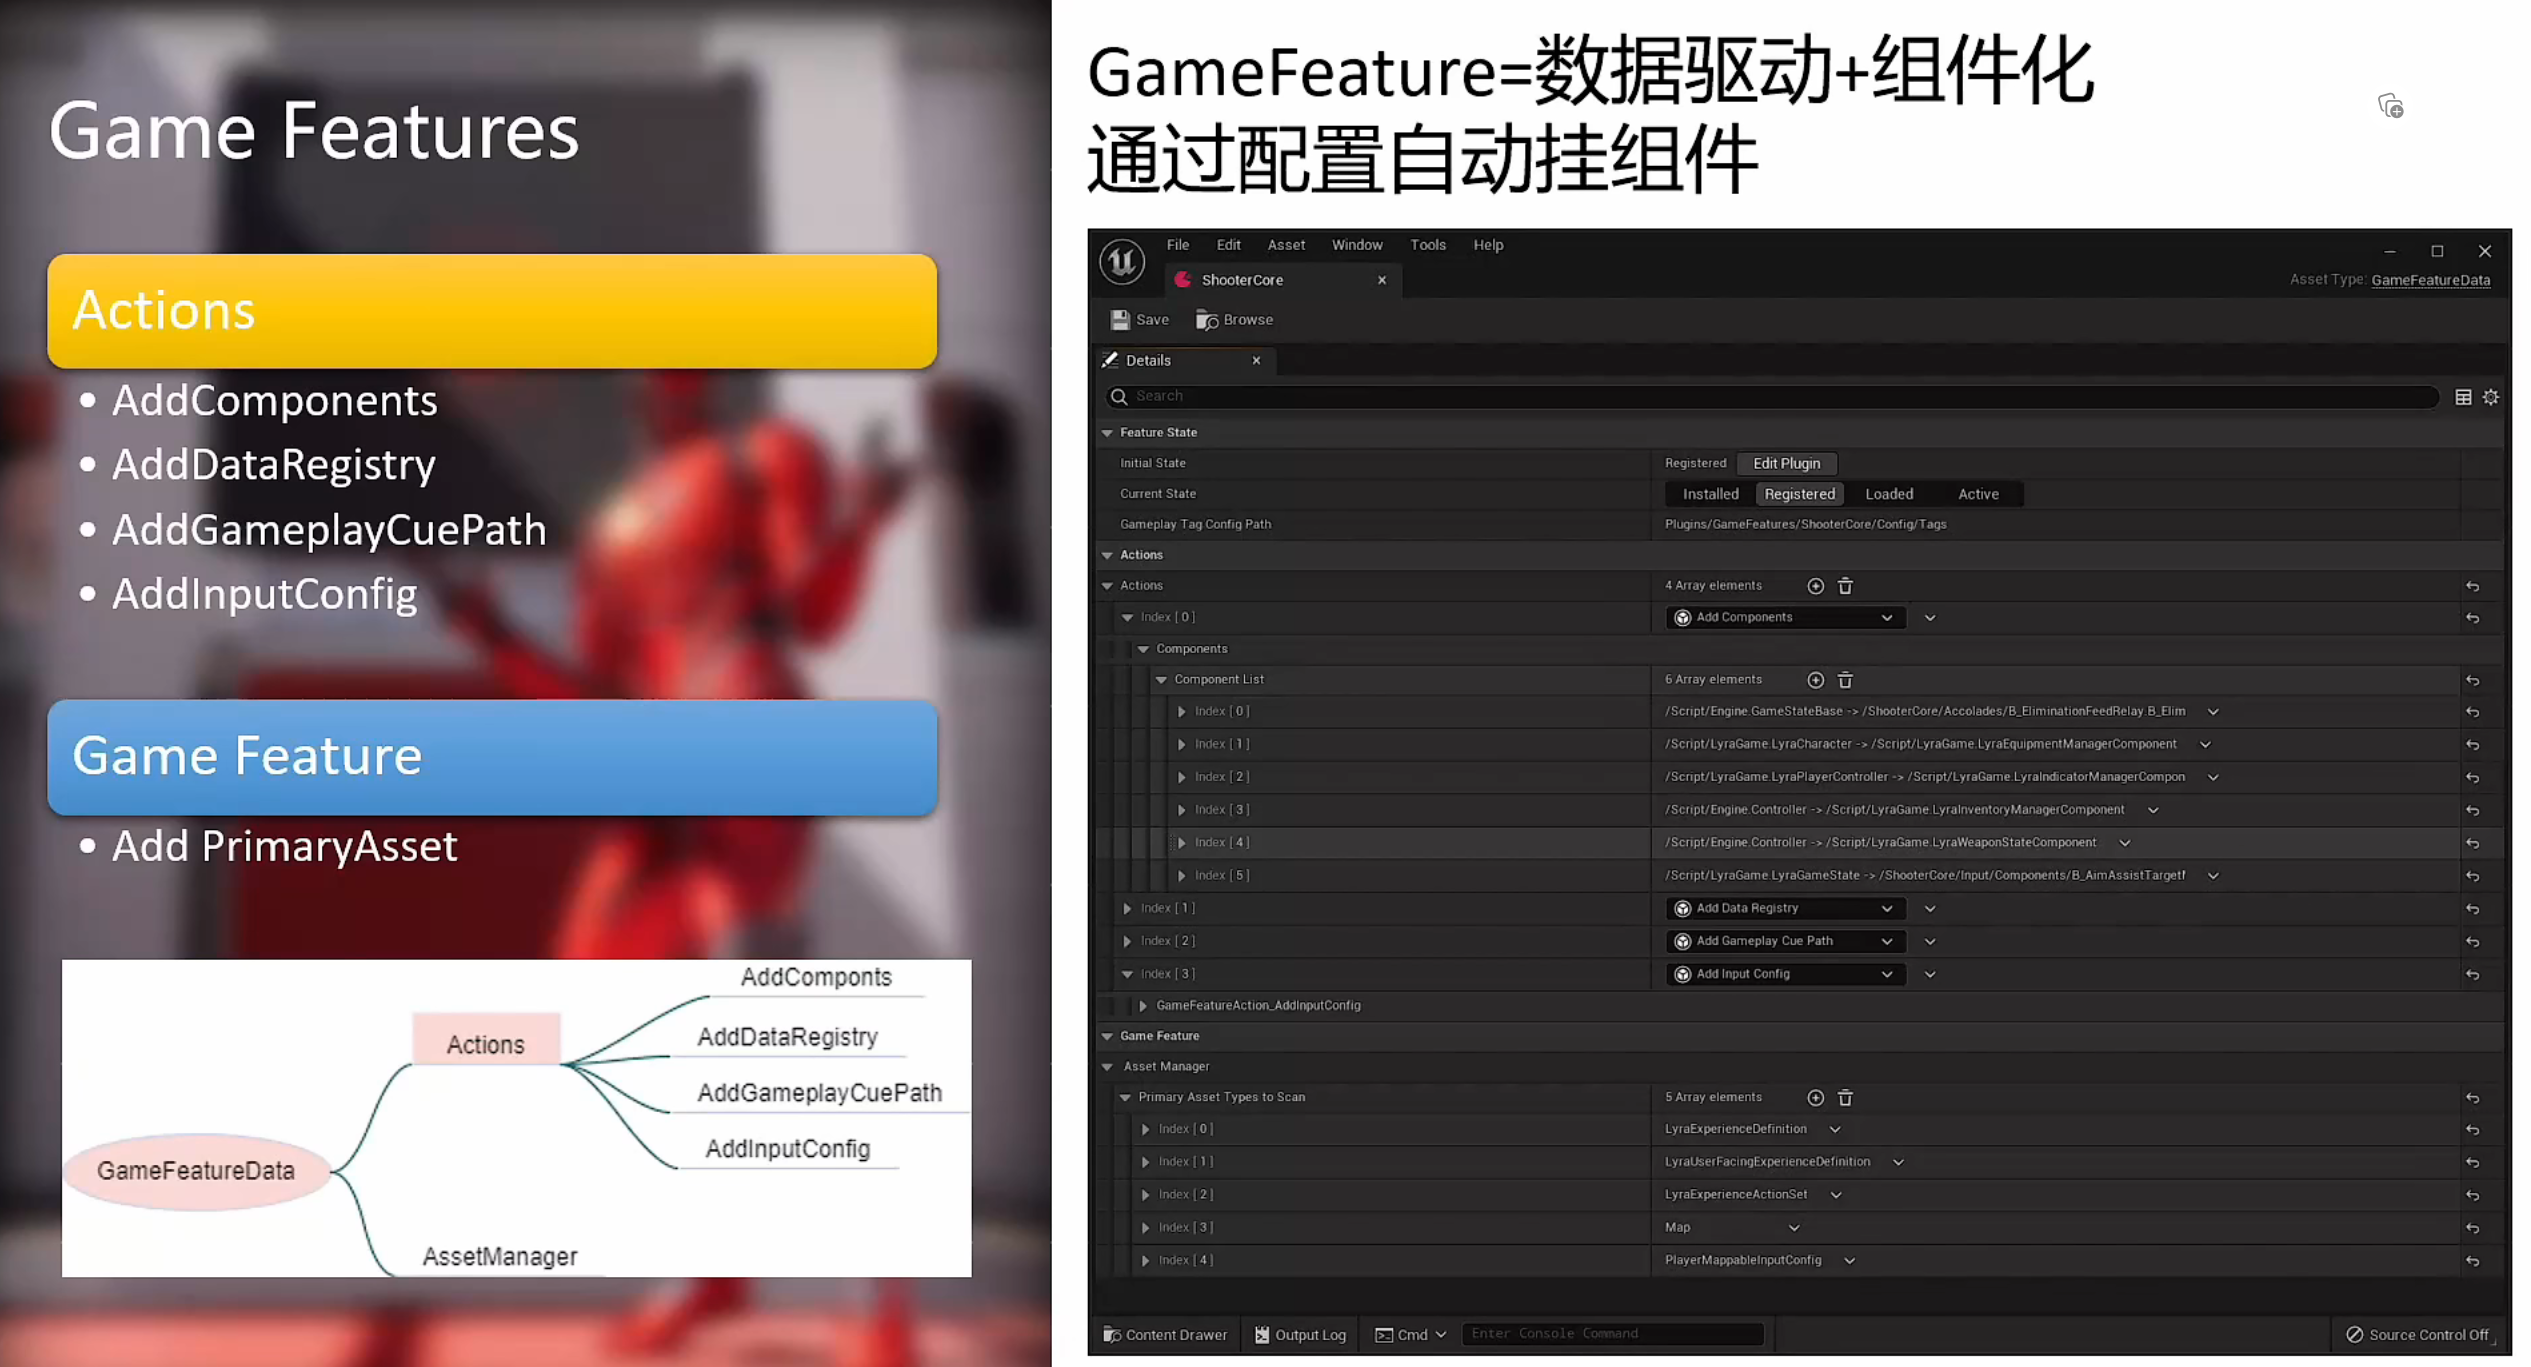 Game Features
Actions
• AddComponents
• AddDataRegistry
• AddGameplayCuePath
• AddInputConfig
Game Feature
• Add PrimaryAsset
AddComponts
Actions
AddDataRegistry
AddGameplayCuePath
AddInputConfig
GameFeatureData
AssetManager
GameFeature=数据驱动+组件化
通过配置自动挂组件
File Edit Asset Window Tools Help
ShooterCore
Asset Type: GameFeatureData
Save Browse
Details
Search
Feature State
Initial State Registered Edit Plugin
Current State Installed Registered Loaded Active
Gameplay Tag Config Path Plugins/GameFeatures/ShooterCore/Config/Tags
Actions
Actions 4 Array elements
Index [ 0 ] Add Components
Components
Component List 6 Array elements
Index [ 0 ] /Script/Engine.GameStateBase -> /ShooterCore/Accolades/B_EliminationFeedRelay.B_Elim
Index [ 1 ] /Script/LyraGame.LyraCharacter -> /Script/LyraGame.LyraEquipmentManagerComponent
Index [ 2 ] /Script/LyraGame.LyraPlayerController -> /Script/LyraGame.LyraIndicatorManagerCompon
Index [ 3 ] /Script/Engine.Controller -> /Script/LyraGame.LyraInventoryManagerComponent
Index [ 4 ] /Script/Engine.Controller -> /Script/LyraGame.LyraWeaponStateComponent
Index [ 5 ] /Script/LyraGame.LyraGameState -> /ShooterCore/Input/Components/B_AimAssistTarget
Index [ 1 ] Add Data Registry
Index [ 2 ] Add Gameplay Cue Path
Index [ 3 ] Add Input Config
GameFeatureAction_AddInputConfig
Game Feature
Asset Manager
Primary Asset Types to Scan 5 Array elements
Index [ 0 ] LyraExperienceDefinition
Index [ 1 ] LyraUserFacingExperienceDefinition
Index [ 2 ] LyraExperienceActionSet
Index [ 3 ] Map
Index [ 4 ] PlayerMappableInputConfig
Content Drawer Output Log Cmd Enter Console Command Source Control Off